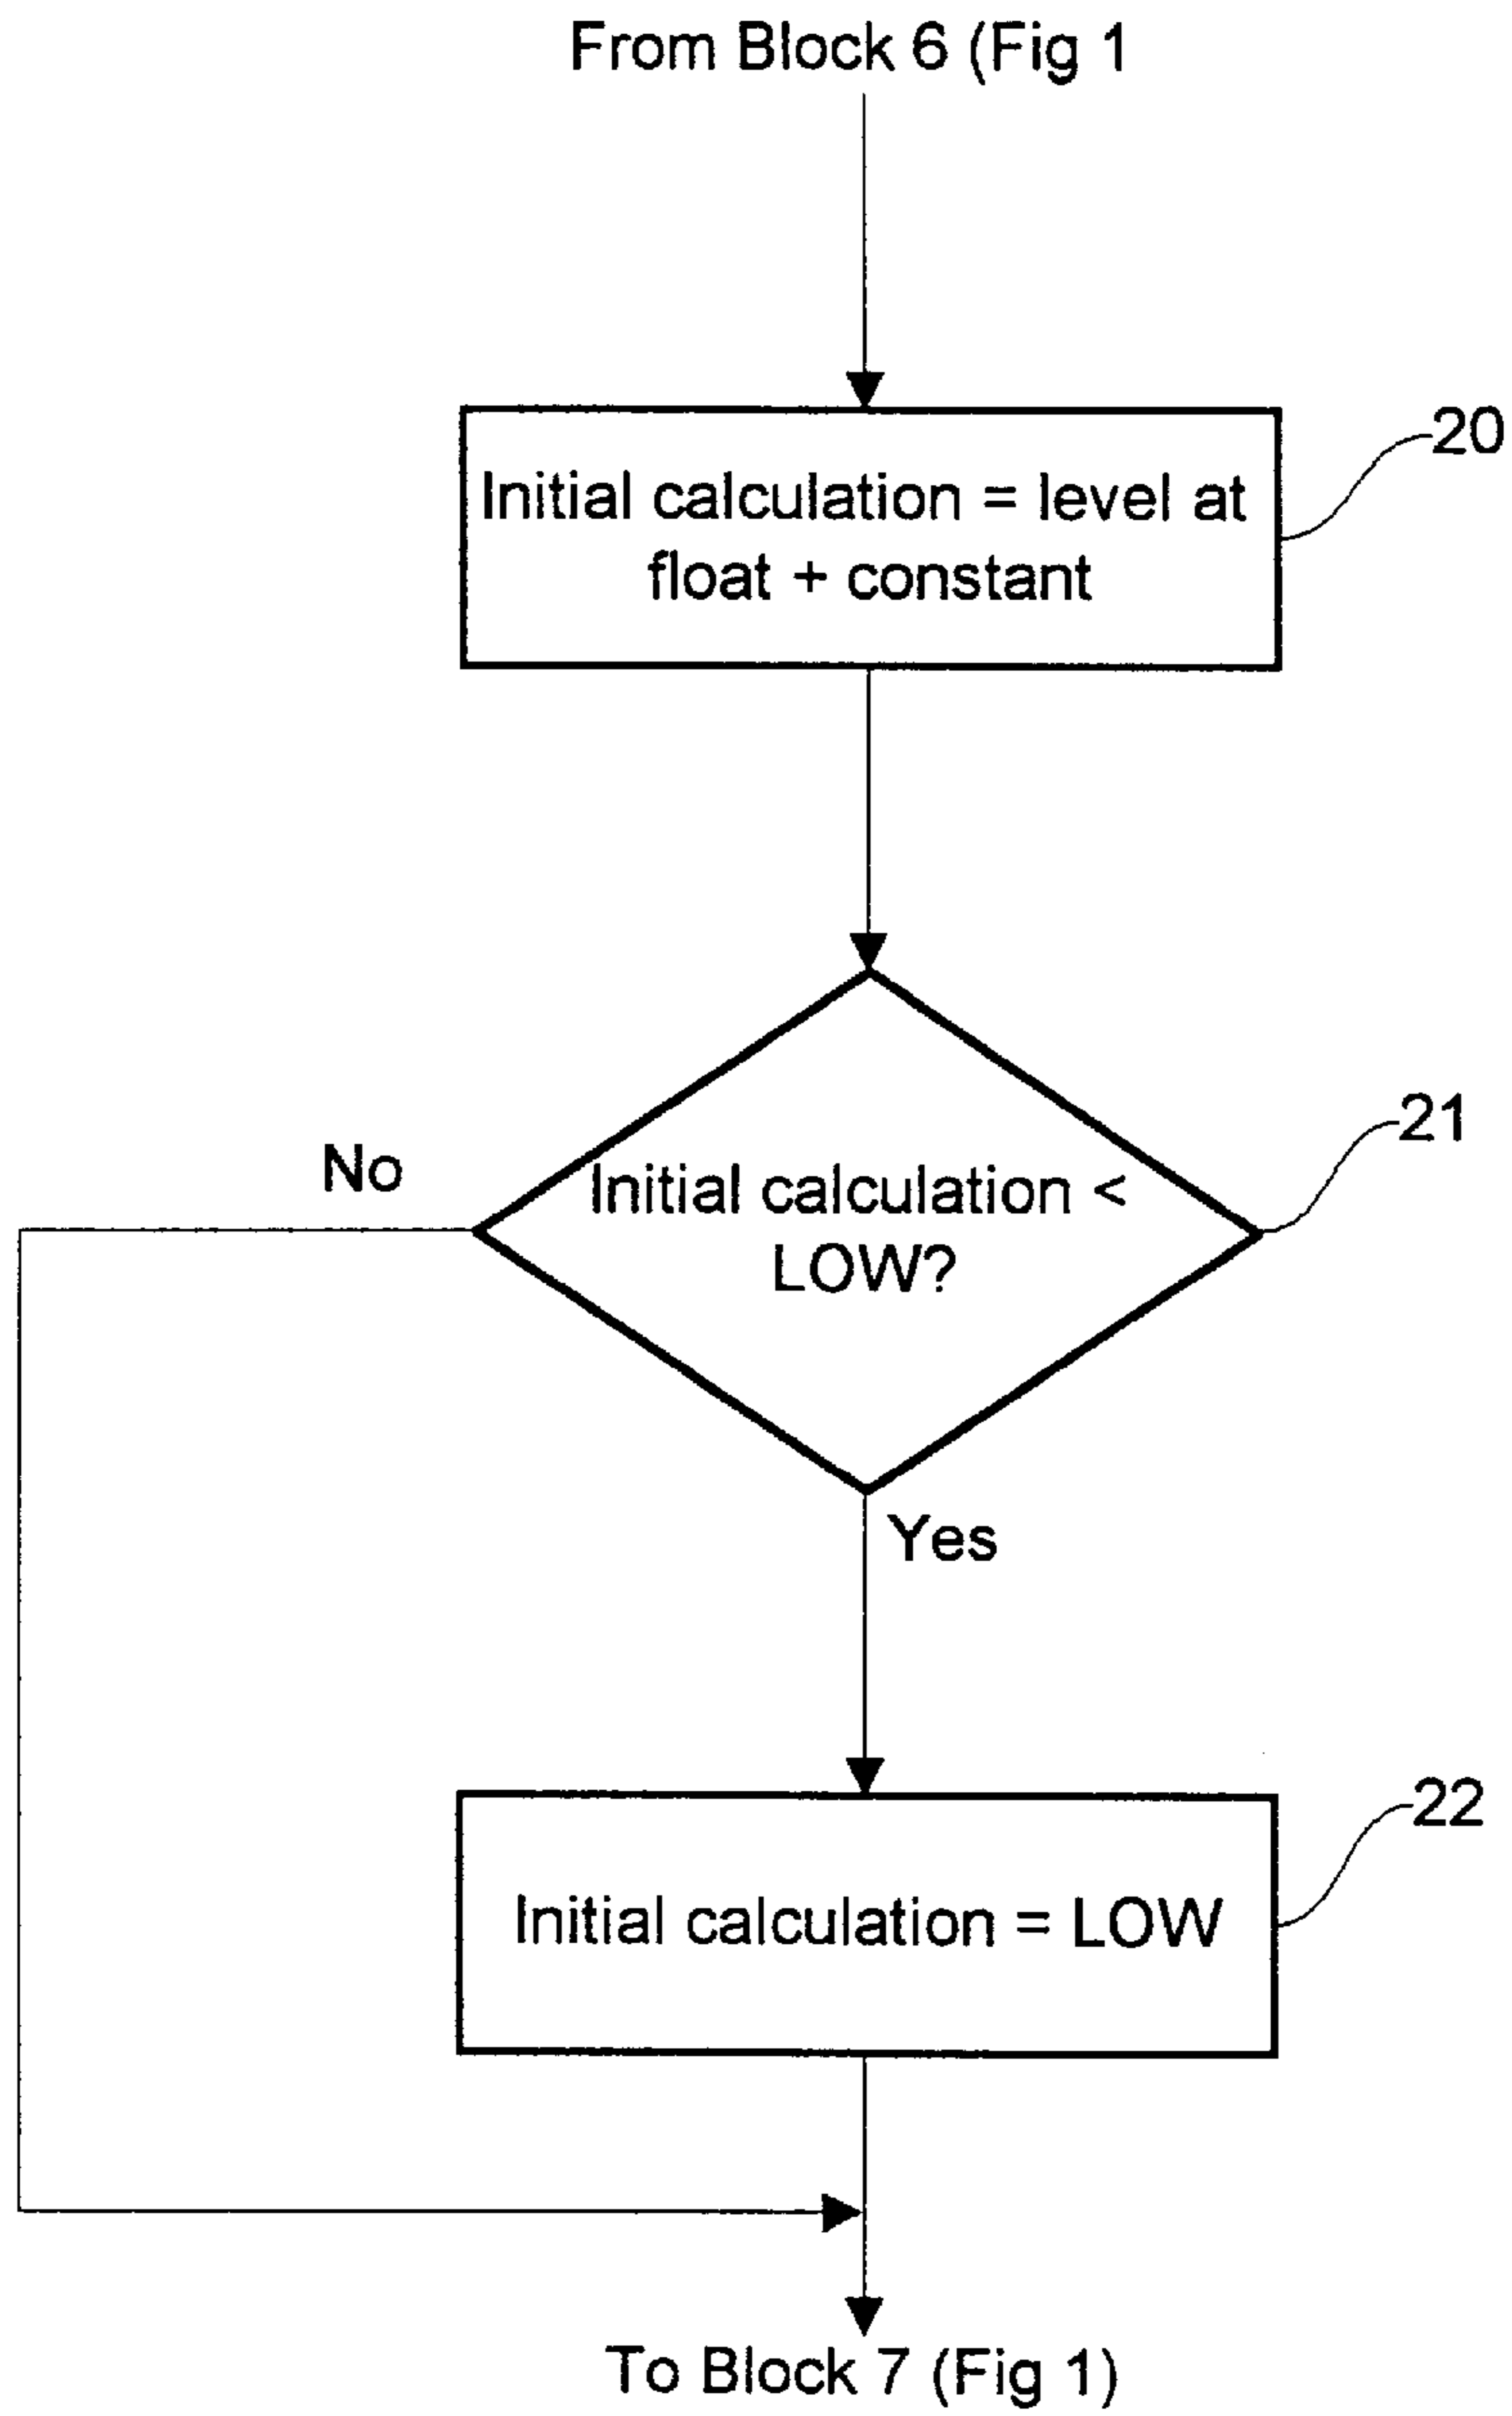 From Block 6 (Fig 1
20
Initial calculation = level at
float + constant
21
No
Initial calculation <
LOW?
Yes
22
Initial calculation = LOW
To Block 7 (Fig 1)